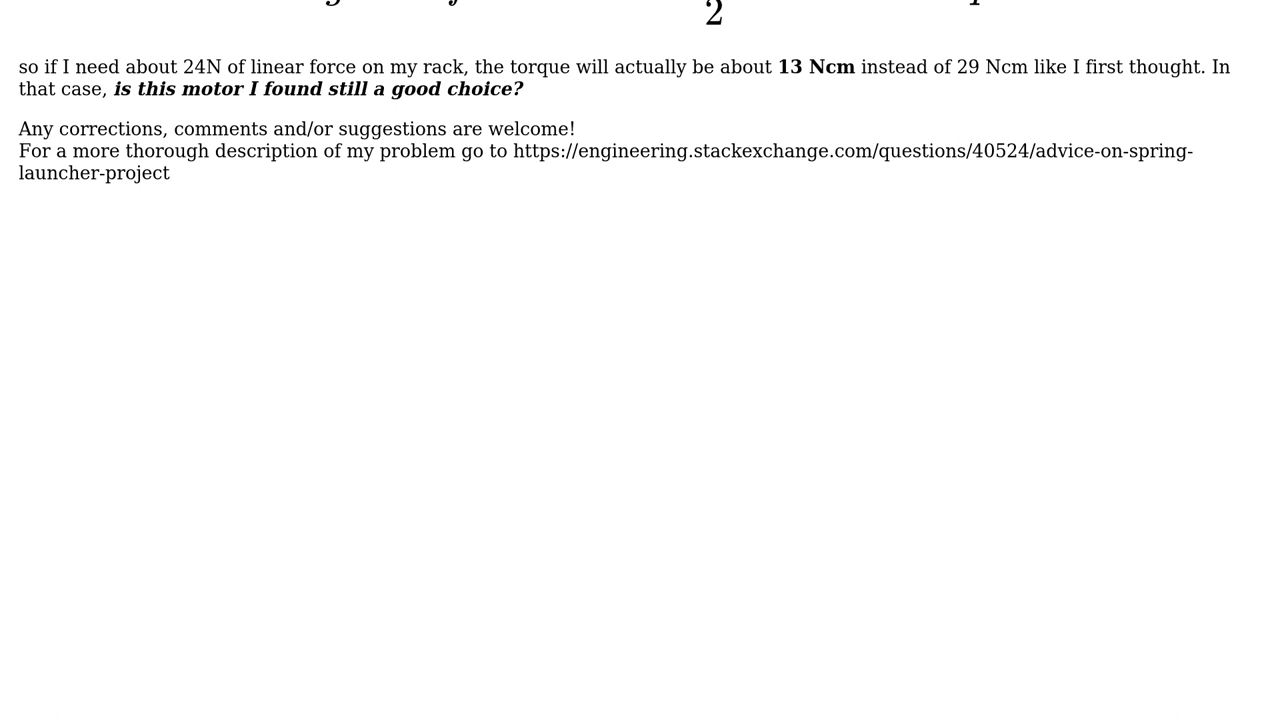 2
so if I need about 24N of linear force on my rack, the torque will actually be about 13 Ncm instead of 29 Ncm like I first thought. In
that case, is this motor I found still a good choice?
Any corrections, comments and/or suggestions are welcome!
For a more thorough description of my problem go to https://engineering.stackexchange.com/questions/40524/advice-on-spring-
launcher-project